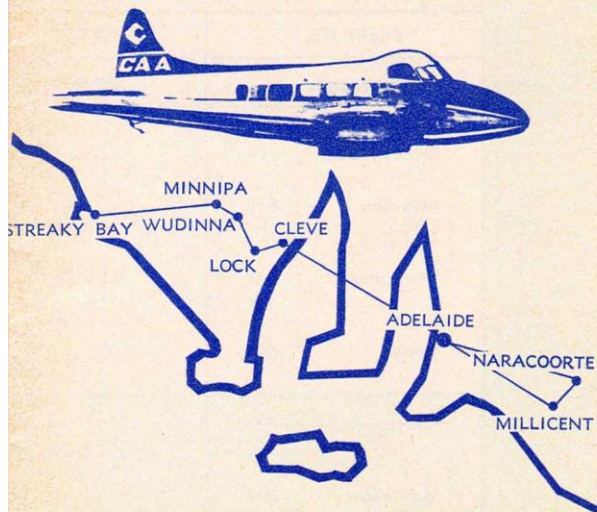 C
CAA
MINNIPA
STREAKY BAY
WUDINNA
CLEVE
LOCK
ADELAIDE
NARACOORTE
MILLICENT